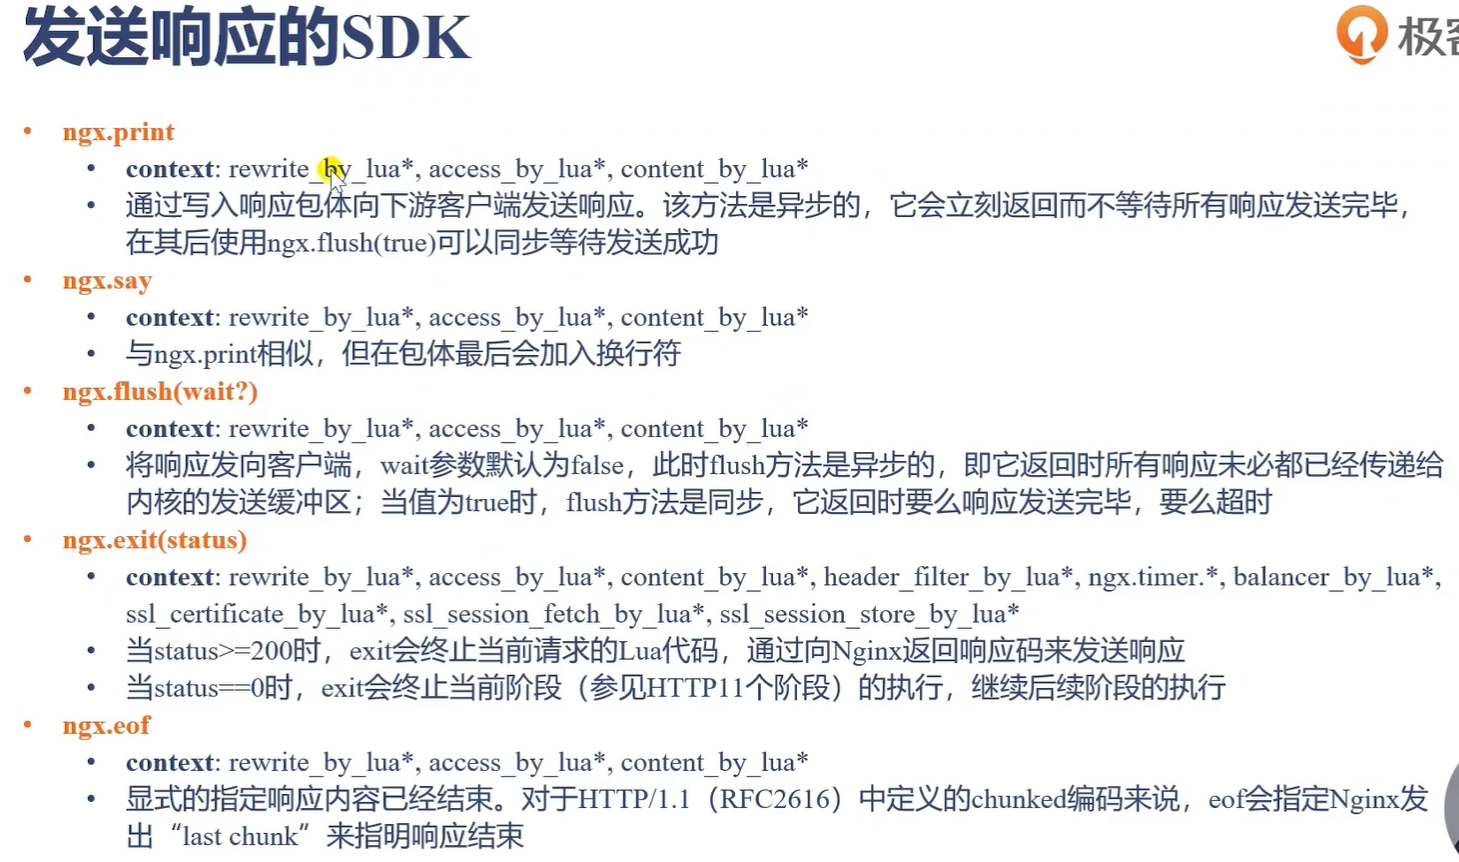 发送响应的SDK
极客
• ngx.print
• context: rewrite_by_lua*, access_by_lua*, content_by_lua*
• 通过写入响应包体向下游客户端发送响应。该方法是异步的，它会立刻返回而不等待所有响应发送完毕，
在其后使用ngx.flush(true)可以同步等待发送成功
• ngx.say
• context: rewrite_by_lua*, access_by_lua*, content_by_lua*
• 与ngx.print相似，但在包体最后会加入换行符
• ngx.flush(wait?)
• context: rewrite_by_lua*, access_by_lua*, content_by_lua*
• 将响应发向客户端，wait参数默认为false，此时flush方法是异步的，即它返回时所有响应未必都已经传递给
内核的发送缓冲区；当值为true时，flush方法是同步，它返回时要么响应发送完毕，要么超时
• ngx.exit(status)
• context: rewrite_by_lua*, access_by_lua*, content_by_lua*, header_filter_by_lua*, ngx.timer.*, balancer_by_lua*,
ssl_certificate_by_lua*, ssl_session_fetch_by_lua*, ssl_session_store_by_lua*
• 当status>=200时，exit会终止当前请求的Lua代码，通过向Nginx返回响应码来发送响应
• 当status==0时，exit会终止当前阶段（参见HTTP11个阶段）的执行，继续后续阶段的执行
• ngx.eof
• context: rewrite_by_lua*, access_by_lua*, content_by_lua*
• 显式的指定响应内容已经结束。对于HTTP/1.1（RFC2616）中定义的chunked编码来说，eof会指定Nginx发
出“last chunk”来指明响应结束